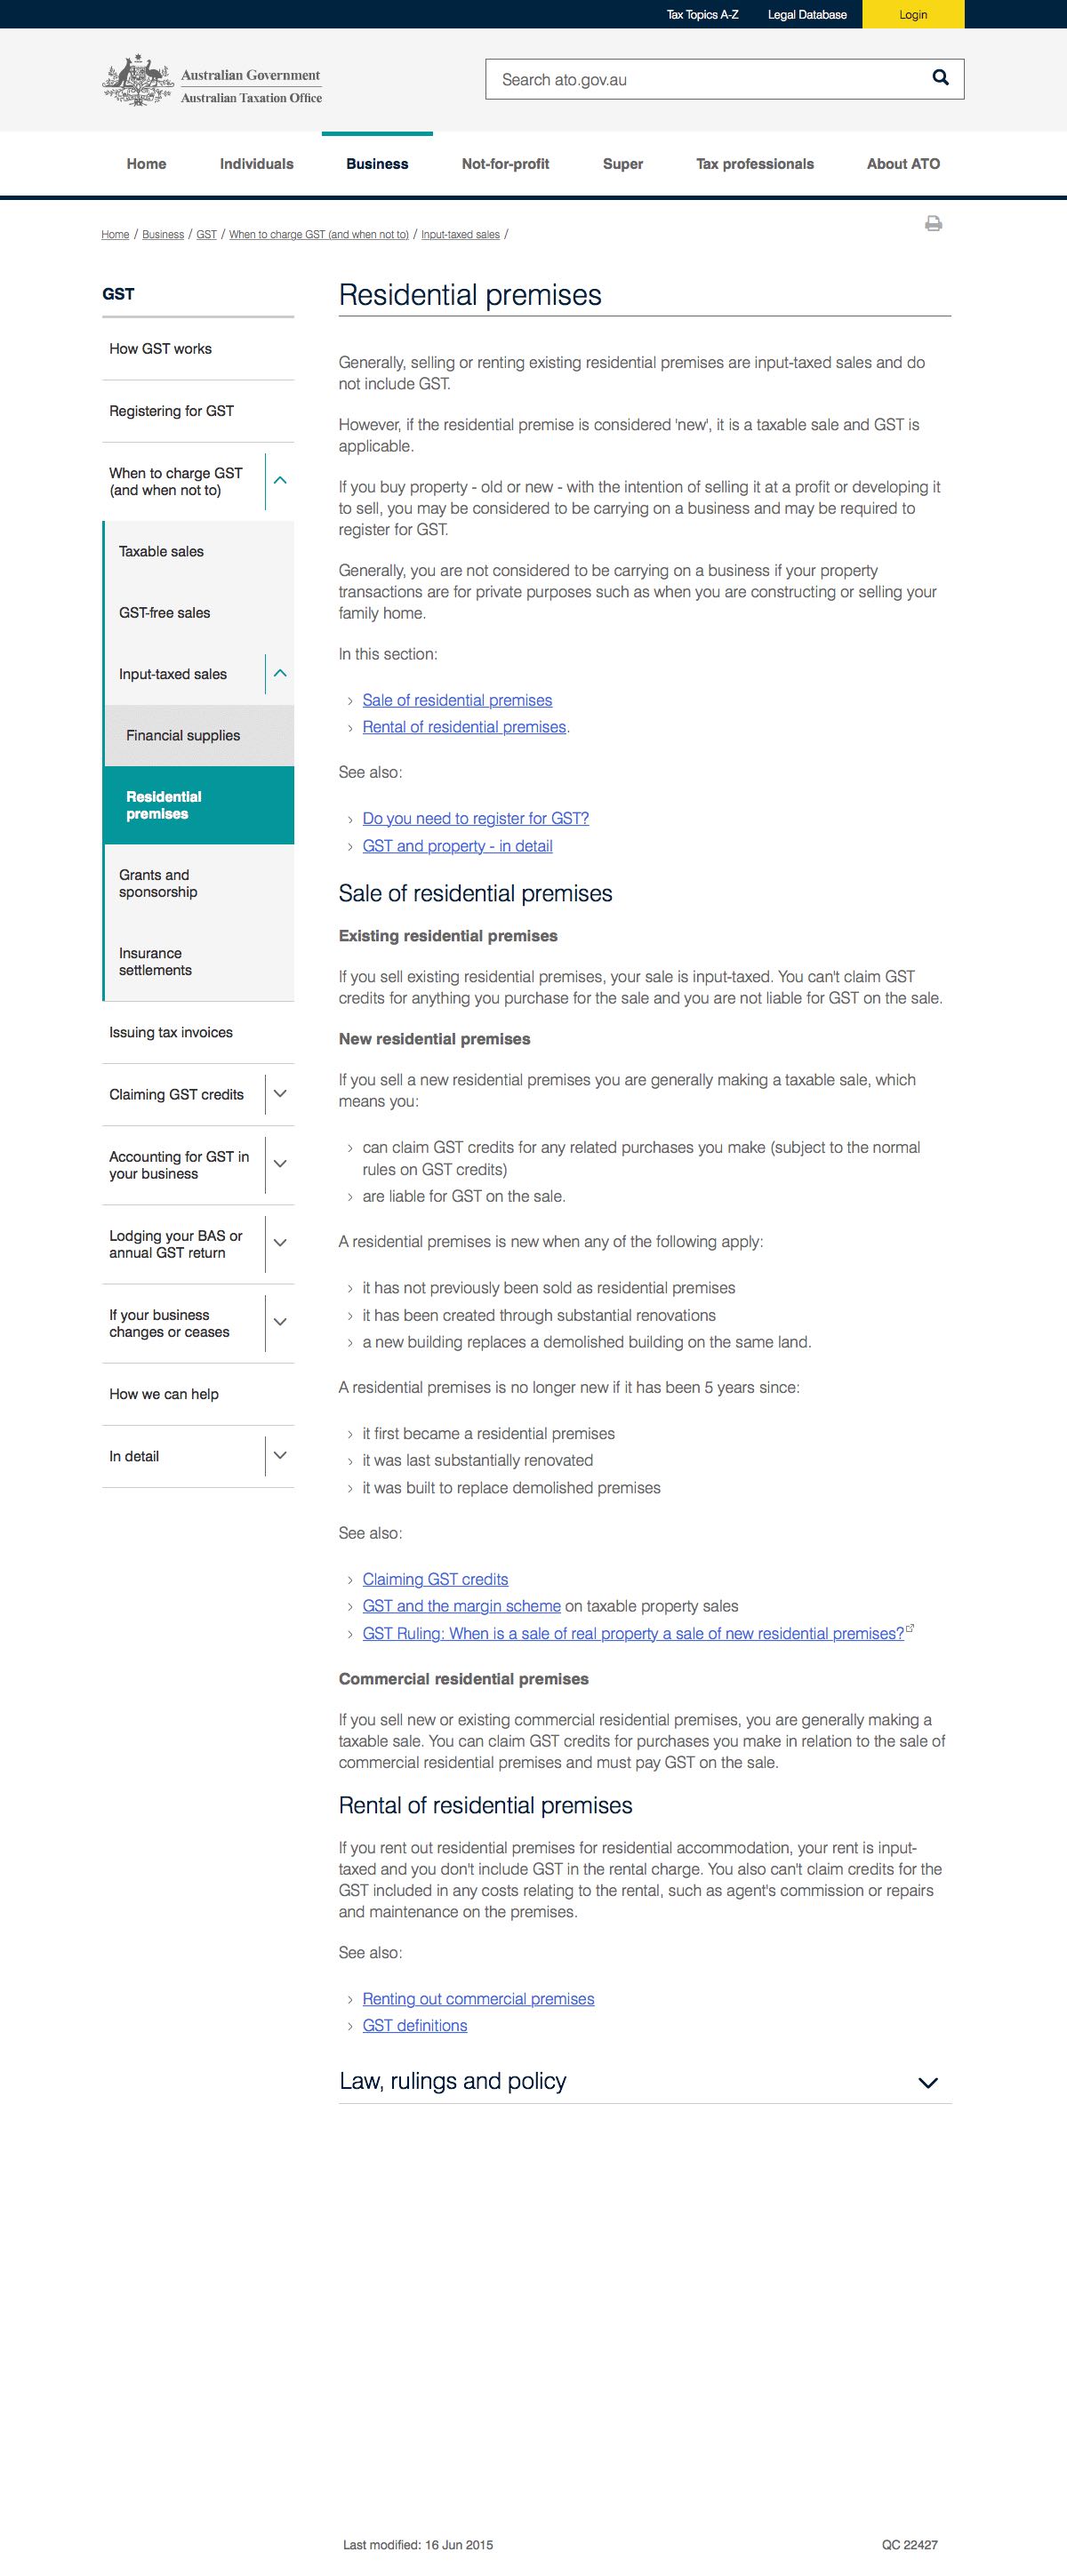 Tax Topics A-Z Legal Database Login
Australian Government
Australian Taxation Office
Search ato.gov.au
Home Individuals Business Not-for-profit Super Tax professionals About ATO
Home / Business / GST / When to charge GST (and when not to) / Input-taxed sales /
GST
How GST works
Registering for GST
When to charge GST
(and when not to)
Taxable sales
GST-free sales
Input-taxed sales
Financial supplies
Residential
premises
Grants and
sponsorship
Insurance
settlements
Issuing tax invoices
Claiming GST credits
Accounting for GST in
your business
Lodging your BAS or
annual GST return
If your business
changes or ceases
How we can help
In detail
Residential premises
Generally, selling or renting existing residential premises are input-taxed sales and do
not include GST.
However, if the residential premise is considered 'new', it is a taxable sale and GST is
applicable.
If you buy property - old or new - with the intention of selling it at a profit or developing it
to sell, you may be considered to be carrying on a business and may be required to
register for GST.
Generally, you are not considered to be carrying on a business if your property
transactions are for private purposes such as when you are constructing or selling your
family home.
In this section:
› Sale of residential premises
› Rental of residential premises.
See also:
› Do you need to register for GST?
› GST and property - in detail
Sale of residential premises
Existing residential premises
If you sell existing residential premises, your sale is input-taxed. You can't claim GST
credits for anything you purchase for the sale and you are not liable for GST on the sale.
New residential premises
If you sell a new residential premises you are generally making a taxable sale, which
means you:
› can claim GST credits for any related purchases you make (subject to the normal
rules on GST credits)
› are liable for GST on the sale.
A residential premises is new when any of the following apply:
› it has not previously been sold as residential premises
› it has been created through substantial renovations
› a new building replaces a demolished building on the same land.
A residential premises is no longer new if it has been 5 years since:
› it first became a residential premises
› it was last substantially renovated
› it was built to replace demolished premises
See also:
› Claiming GST credits
› GST and the margin scheme on taxable property sales
› GST Ruling: When is a sale of real property a sale of new residential premises?
Commercial residential premises
If you sell new or existing commercial residential premises, you are generally making a
taxable sale. You can claim GST credits for purchases you make in relation to the sale of
commercial residential premises and must pay GST on the sale.
Rental of residential premises
If you rent out residential premises for residential accommodation, your rent is input-
taxed and you don't include GST in the rental charge. You also can't claim credits for the
GST included in any costs relating to the rental, such as agent's commission or repairs
and maintenance on the premises.
See also:
› Renting out commercial premises
› GST definitions
Law, rulings and policy
Last modified: 16 Jun 2015 QC 22427